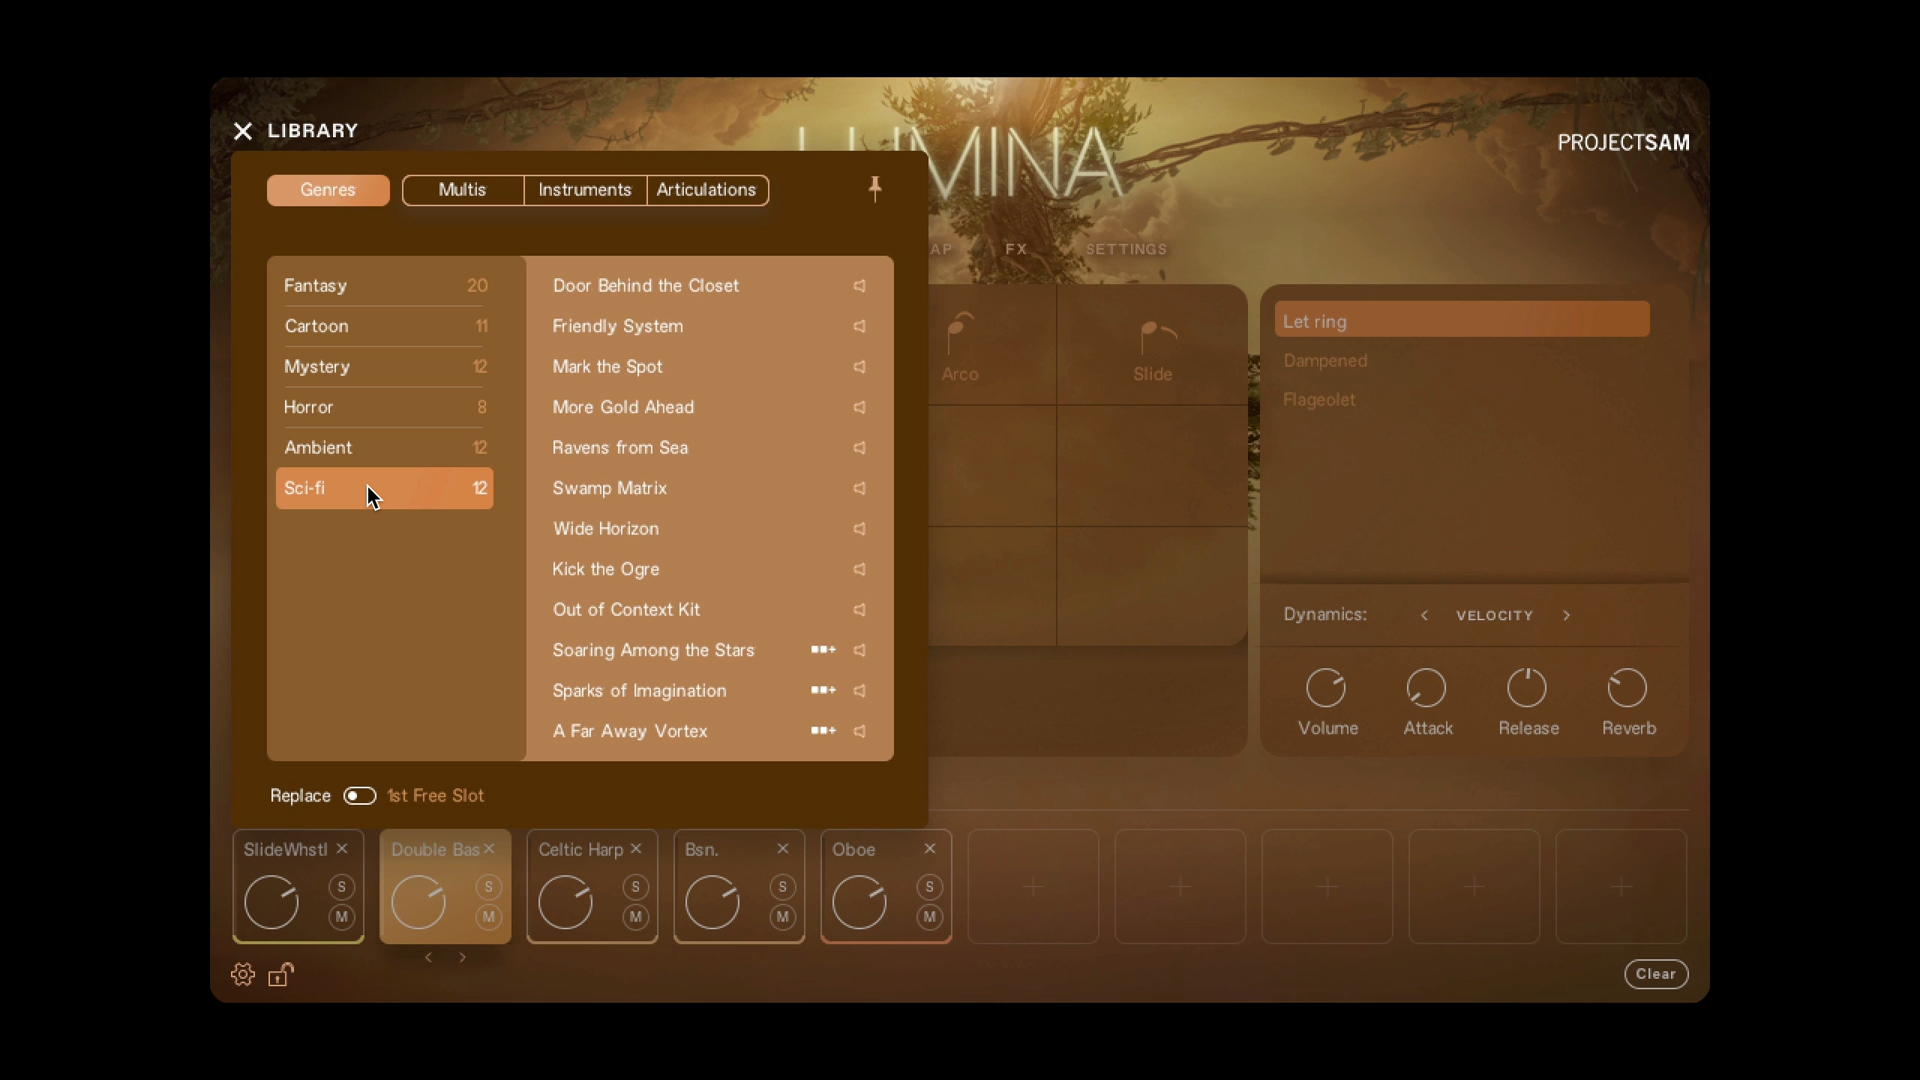 LIBRARY
LUMINA
PROJECTSAM
Genres
Multis
Instruments
Articulations
AP
FX
SETTINGS
Fantasy 20
Cartoon 11
Mystery 12
Horror 8
Ambient 12
Sci-fi 12
Door Behind the Closet
Friendly System
Mark the Spot
More Gold Ahead
Ravens from Sea
Swamp Matrix
Wide Horizon
Kick the Ogre
Out of Context Kit
Soaring Among the Stars
Sparks of Imagination
A Far Away Vortex
Arco
Slide
Let ring
Dampened
Flageolet
Dynamics: < VELOCITY >
Volume Attack Release Reverb
Replace 1st Free Slot
SlideWhstl
S
M
Double Bas
S
M
Celtic Harp
S
M
Bsn.
S
M
Oboe
S
M
Clear